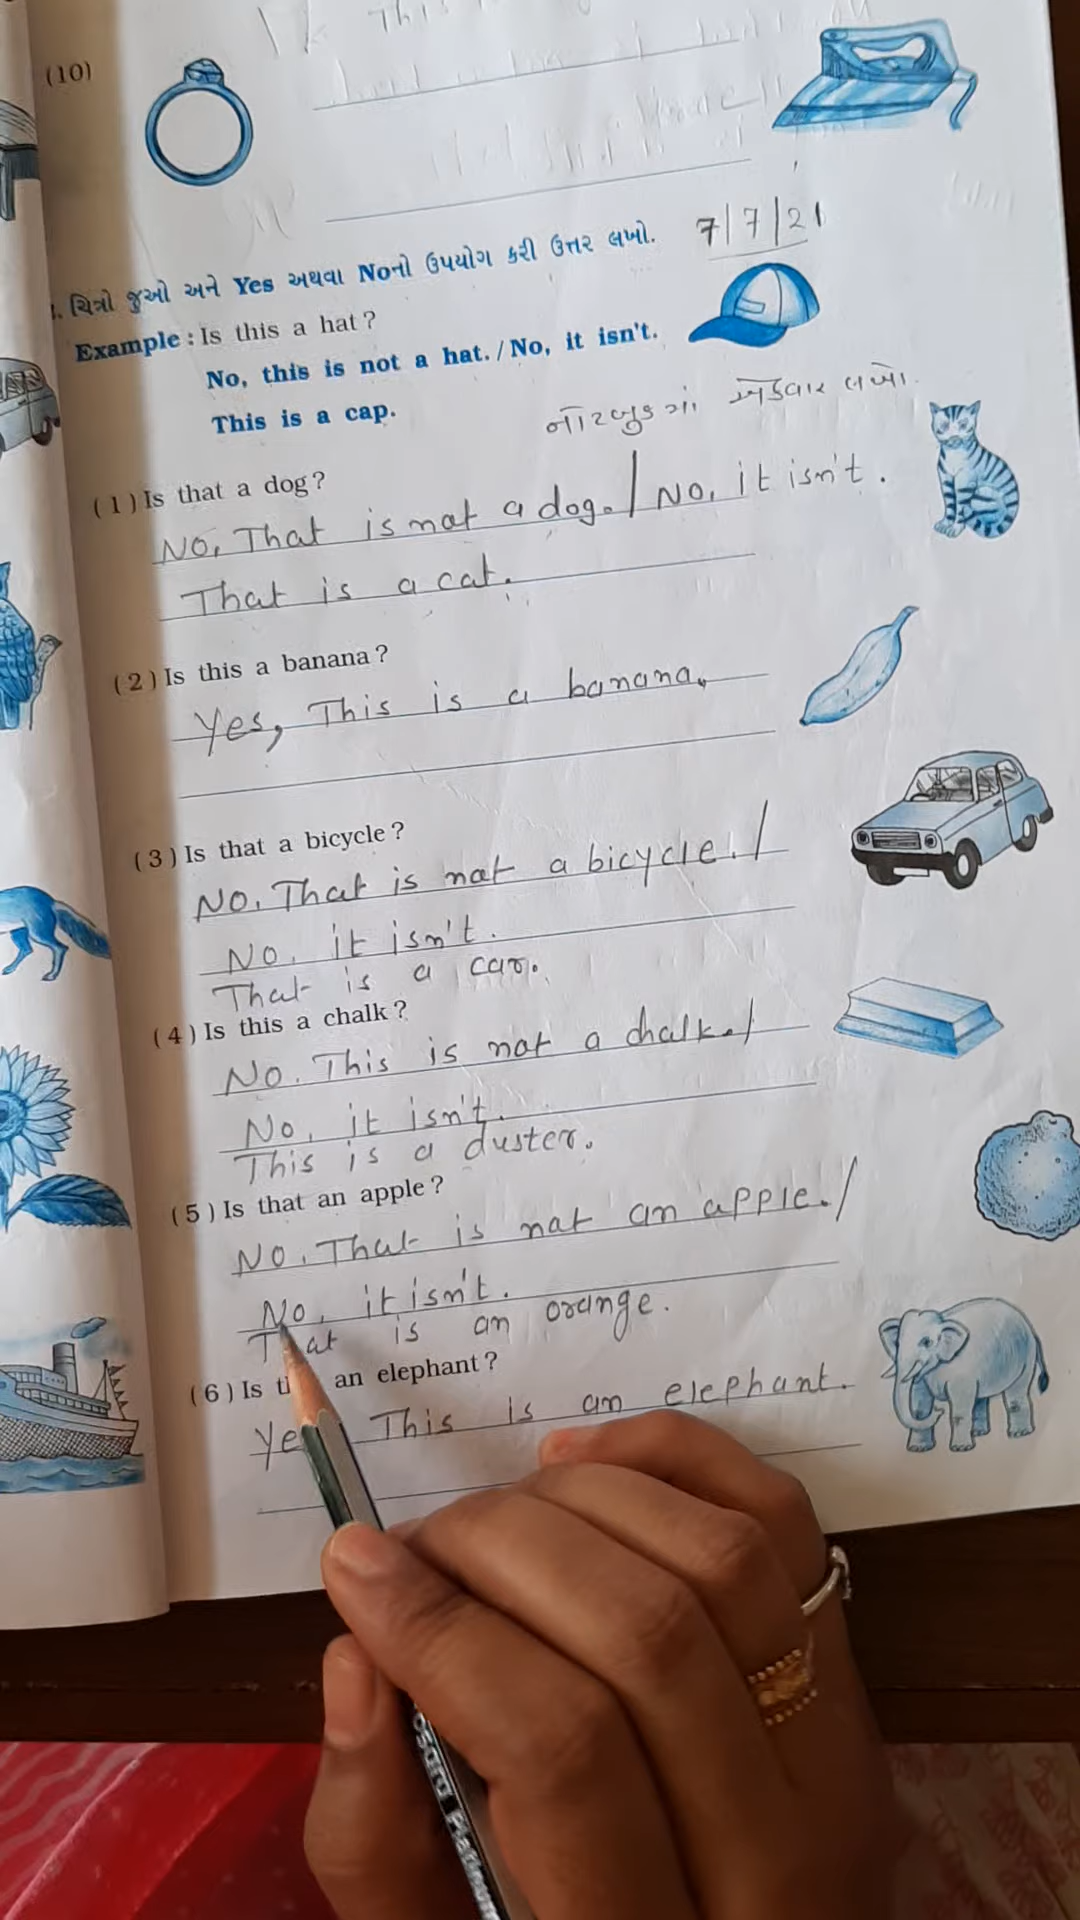 (10)
7/7/21
ચિત્રો જુઓ અને Yes અથવા Noનો ઉપયોગ કરી ઉત્તર લખો.
Example : Is this a hat?
No, this is not a hat. / No, it isn't.
This is a cap.
નોટબુકમાં એકવાર લખો.
(1) Is that a dog?
No, That is not a dog. / No, it isn't.
That is a cat.
(2) Is this a banana?
Yes, This is a banana.
(3) Is that a bicycle?
No. That is not a bicycle. /
No, it isn't.
That is a car.
(4) Is this a chalk?
No. This is not a chalk. /
No, it isn't.
This is a duster.
(5) Is that an apple?
No. That is not an apple. /
No, it isn't.
That is an orange.
(6) Is an elephant?
This is an elephant.